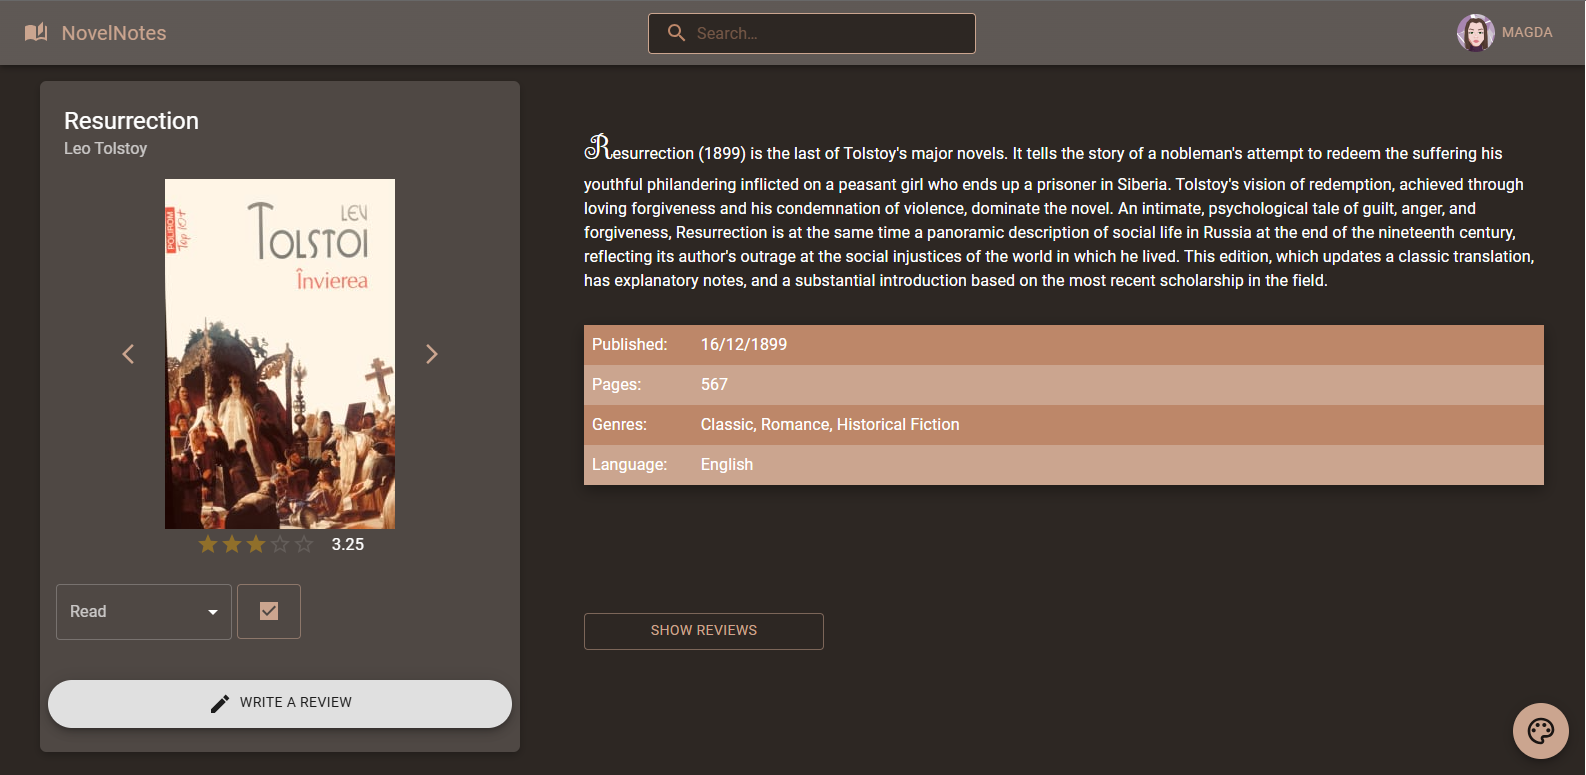 NovelNotes
Search...
MAGDA
Resurrection
Leo Tolstoy
POLIROM
Top 10+
LEV
TOLSTOI
Învierea
3.25
Read
WRITE A REVIEW
Resurrection (1899) is the last of Tolstoy's major novels. It tells the story of a nobleman's attempt to redeem the suffering his
youthful philandering inflicted on a peasant girl who ends up a prisoner in Siberia. Tolstoy's vision of redemption, achieved through
loving forgiveness and his condemnation of violence, dominate the novel. An intimate, psychological tale of guilt, anger, and
forgiveness, Resurrection is at the same time a panoramic description of social life in Russia at the end of the nineteenth century,
reflecting its author's outrage at the social injustices of the world in which he lived. This edition, which updates a classic translation,
has explanatory notes, and a substantial introduction based on the most recent scholarship in the field.
Published: 16/12/1899
Pages: 567
Genres: Classic, Romance, Historical Fiction
Language: English
SHOW REVIEWS